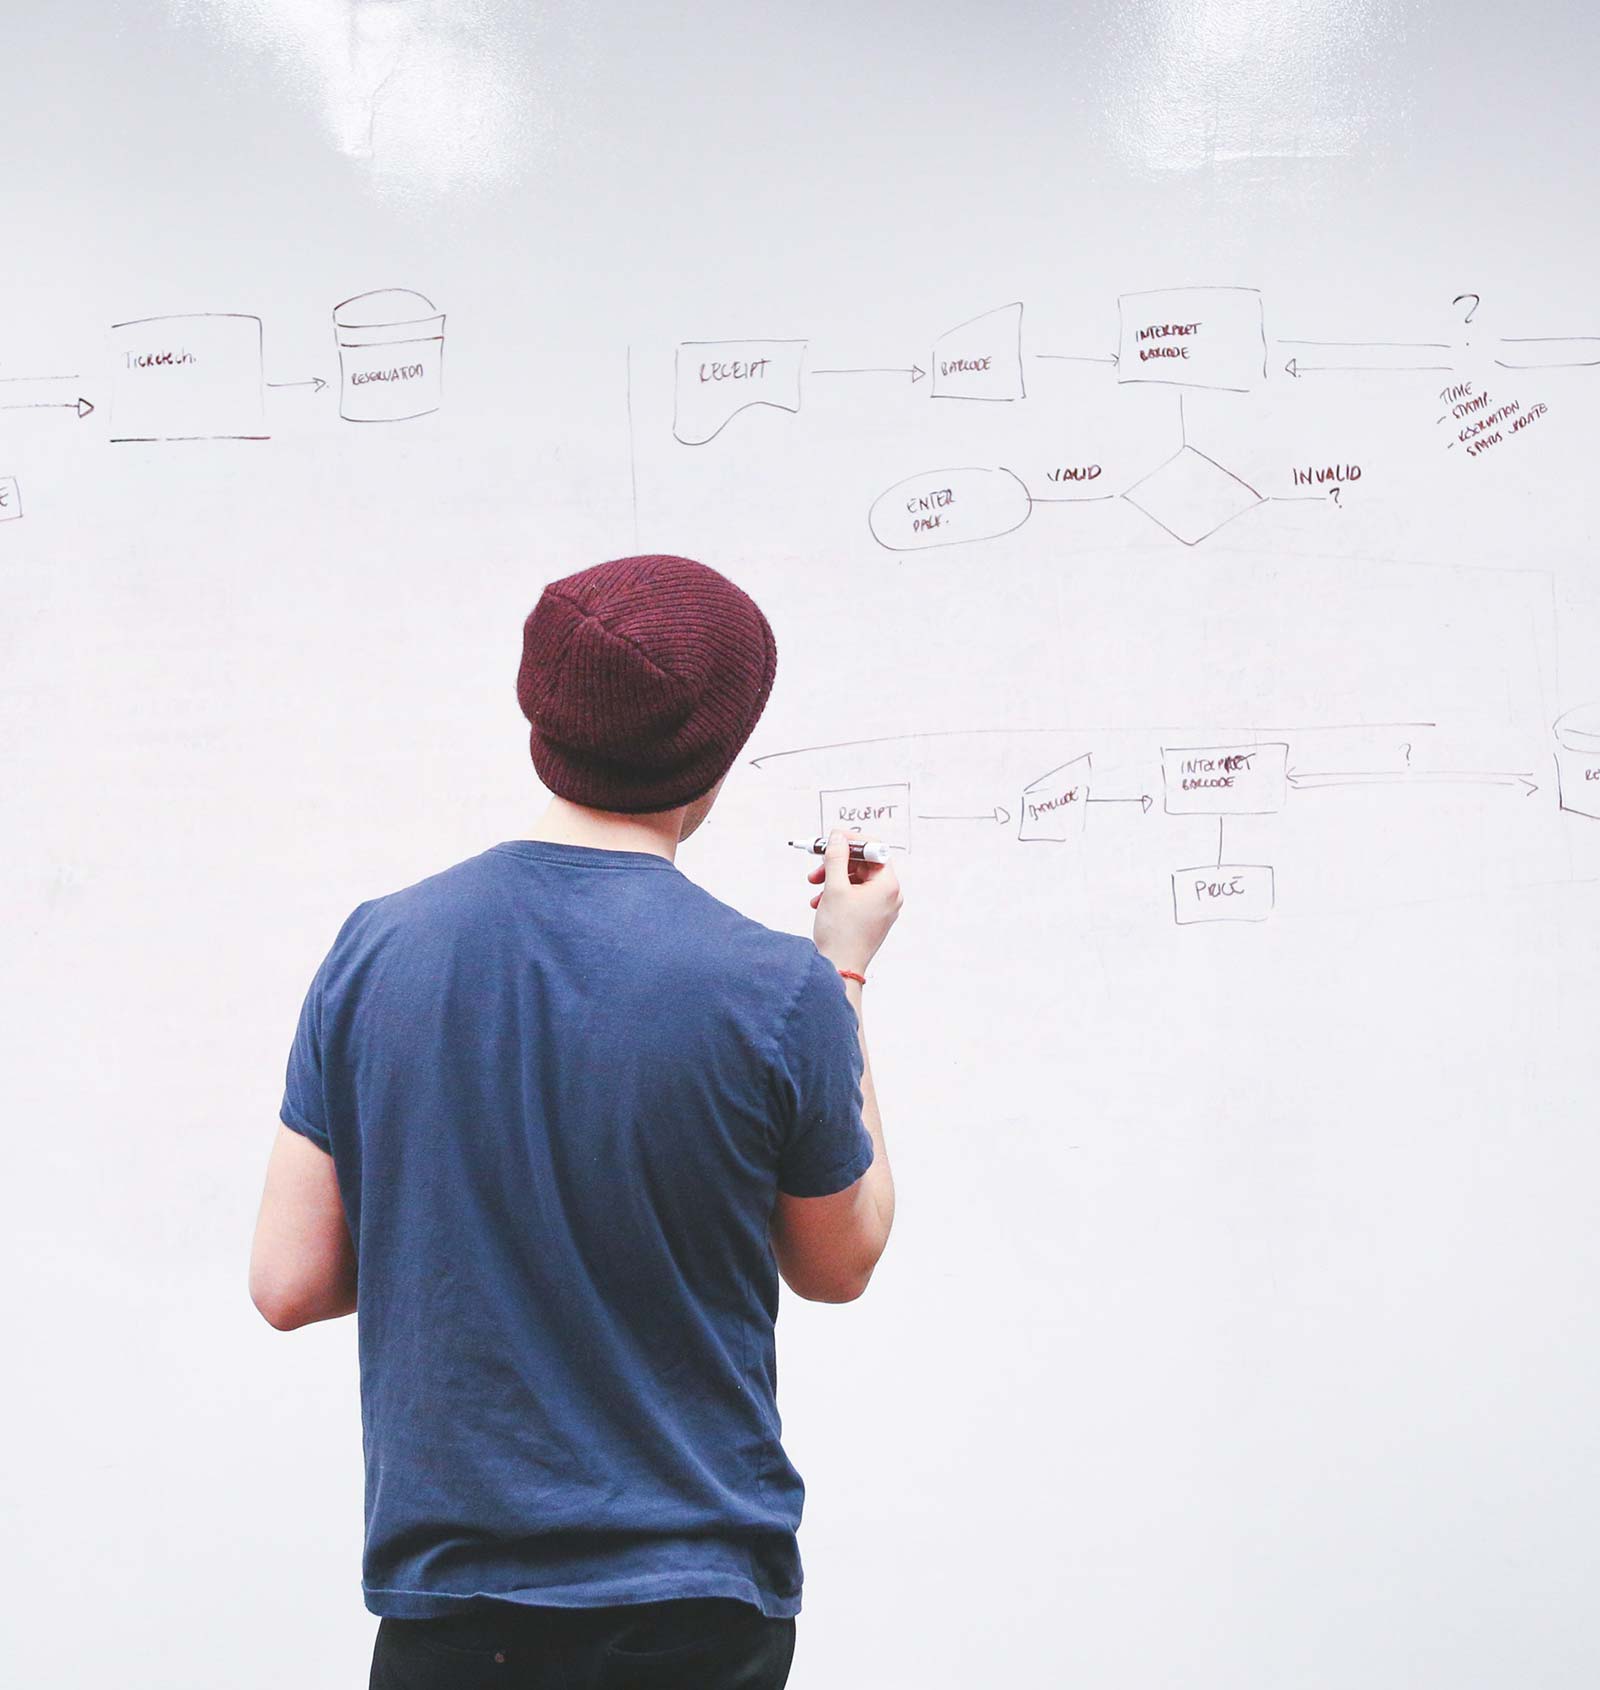 Ticketech.
RESERVATION
E
RECEIPT
BARCODE
INTERPRET
BARCODE
?
TIME
- STAMP.
- RESERVATION
STATUS UPDATE
VALID
INVALID
?
ENTER
PARK.
RECEIPT
?
BARCODE
INTERPRET
BARCODE
?
RE
PRICE